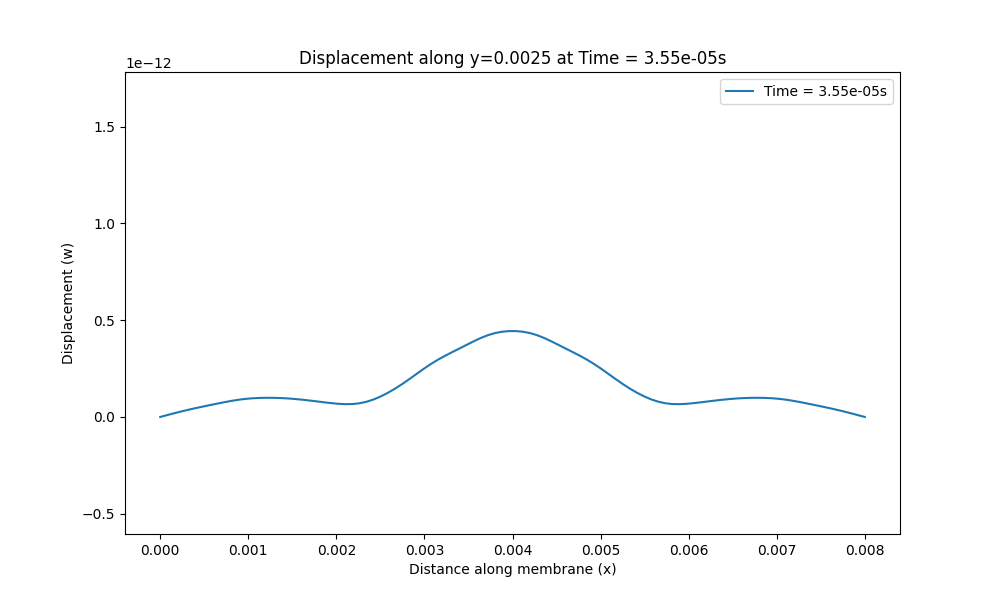 Displacement along y=0.0025 at Time = 3.55e-05s
1e−12
Time = 3.55e-05s
1.5
1.0
0.5
0.0
−0.5
Displacement (w)
0.000 0.001 0.002 0.003 0.004 0.005 0.006 0.007 0.008
Distance along membrane (x)